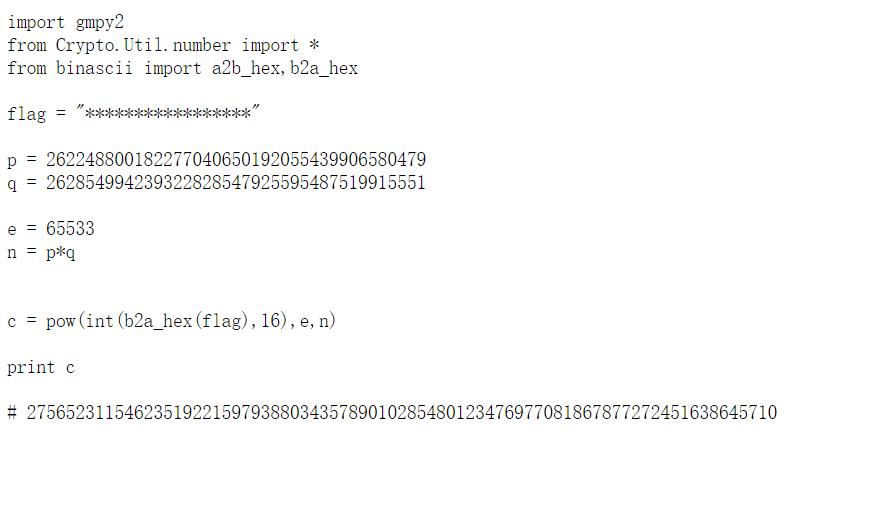 import gmpy2
from Crypto.Util.number import *
from binascii import a2b_hex,b2a_hex
flag = "*****************"
p = 262248800182277040650192055439906580479
q = 262854994239322828547925595487519915551
e = 65533
n = p*q
c = pow(int(b2a_hex(flag),16),e,n)
print c
# 27565231154623519221597938803435789010285480123476977081867877272451638645710